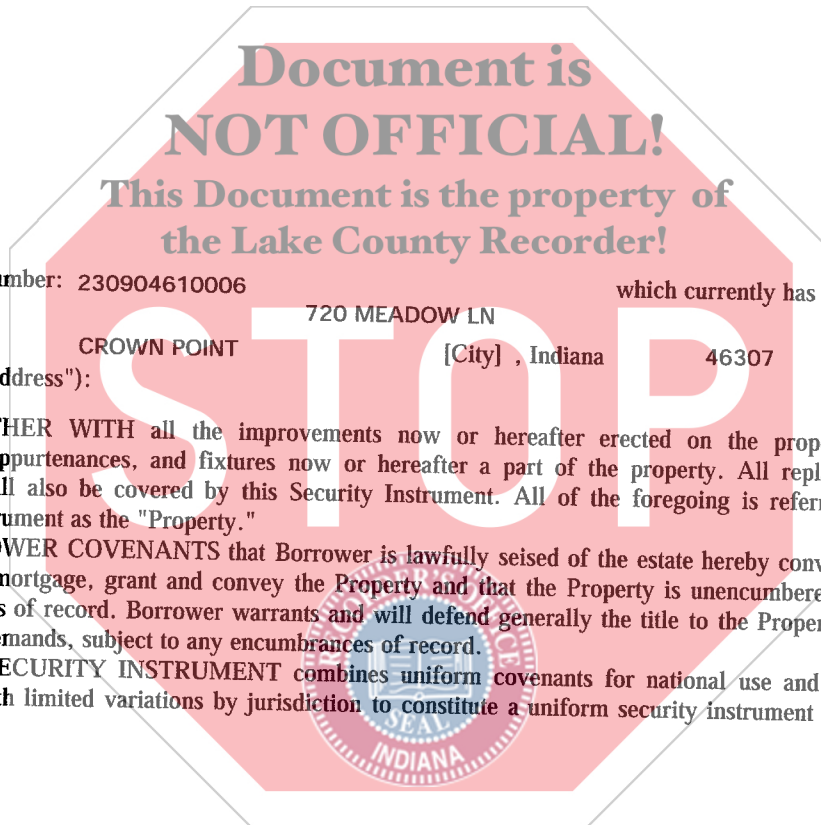 Document is
NOT OFFICIAL!
This Document is the property of
the Lake County Recorder!
umber: 230904610006 which currently has
720 MEADOW LN
CROWN POINT [City] , Indiana 46307
ddress"):
STOP
THER WITH all the improvements now or hereafter erected on the prop
ppurtenances, and fixtures now or hereafter a part of the property. All repl
ll also be covered by this Security Instrument. All of the foregoing is referr
rument as the "Property."
OWER COVENANTS that Borrower is lawfully seised of the estate hereby conv
mortgage, grant and convey the Property and that the Property is unencumbere
s of record. Borrower warrants and will defend generally the title to the Proper
emands, subject to any encumbrances of record.
ECURITY INSTRUMENT combines uniform covenants for national use and
th limited variations by jurisdiction to constitute a uniform security instrument
RECORDER'S OFFICE
SEAL
INDIANA